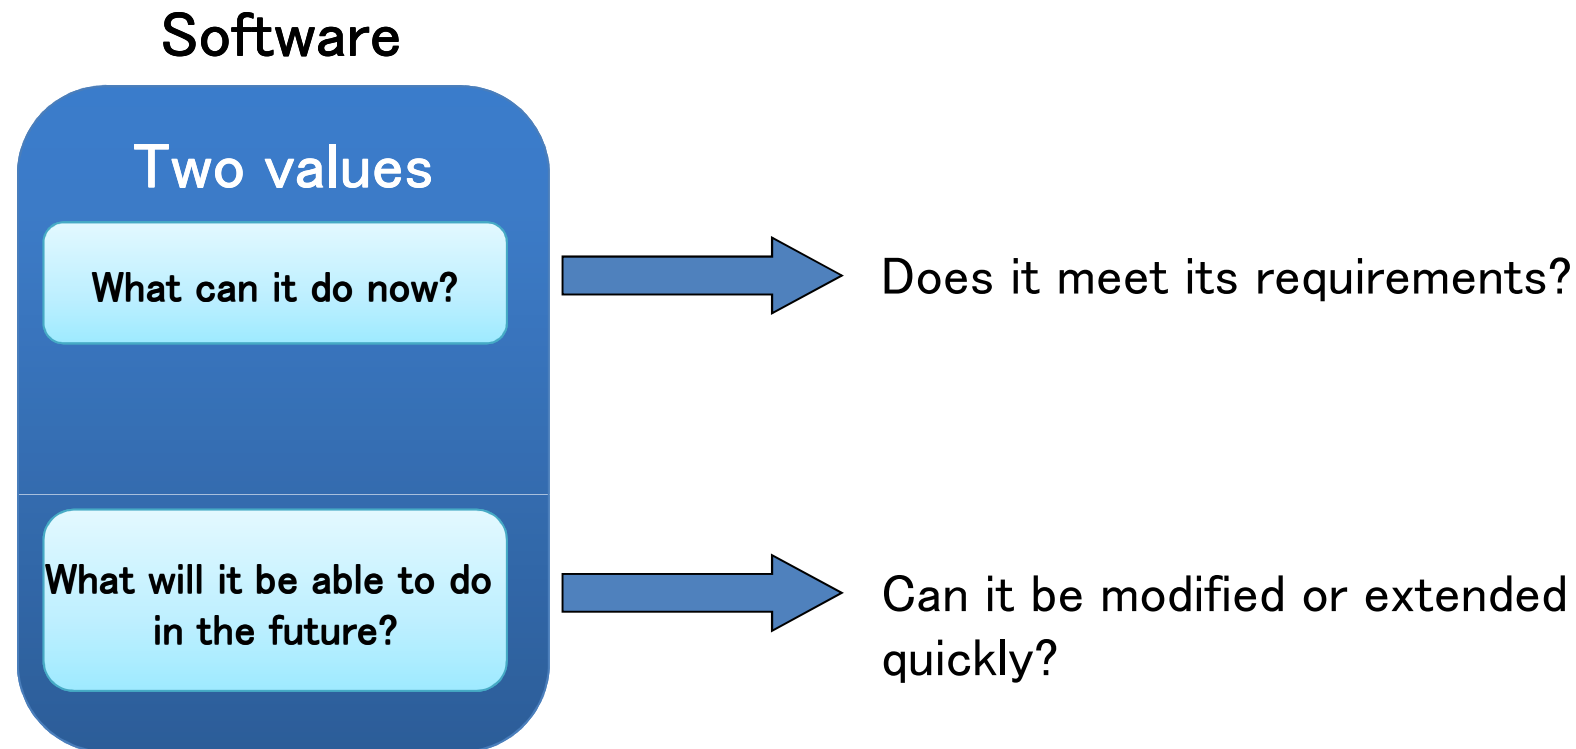 Software
Two values
What can it do now?
Does it meet its requirements?
What will it be able to do
in the future?
Can it be modified or extended
quickly?